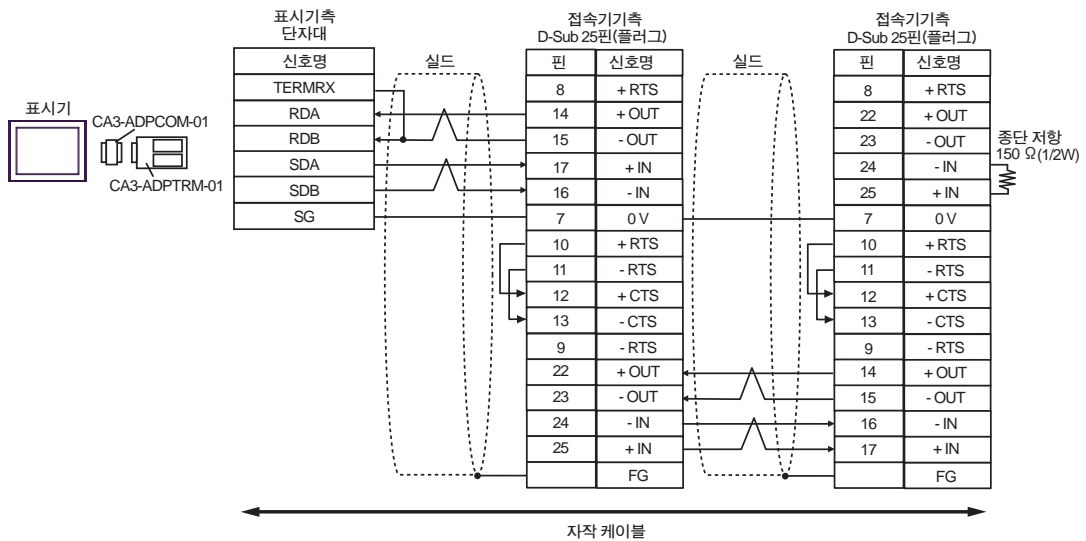 표시기
CA3-ADPCOM-01
CA3-ADPTRM-01
표시기측
단자대
신호명
TERMRX
RDA
RDB
SDA
SDB
SG
실드
접속기기측
D-Sub 25핀(플러그)
핀 신호명
8 + RTS
14 + OUT
15 - OUT
17 + IN
16 - IN
7 0 V
10 + RTS
11 - RTS
12 + CTS
13 - CTS
9 - RTS
22 + OUT
23 - OUT
24 - IN
25 + IN
FG
실드
접속기기측
D-Sub 25핀(플러그)
핀 신호명
8 + RTS
22 + OUT
23 - OUT
24 - IN
25 + IN
7 0 V
10 + RTS
11 - RTS
12 + CTS
13 - CTS
9 - RTS
14 + OUT
15 - OUT
16 - IN
17 + IN
FG
종단 저항
150 Ω(1/2W)
자작 케이블